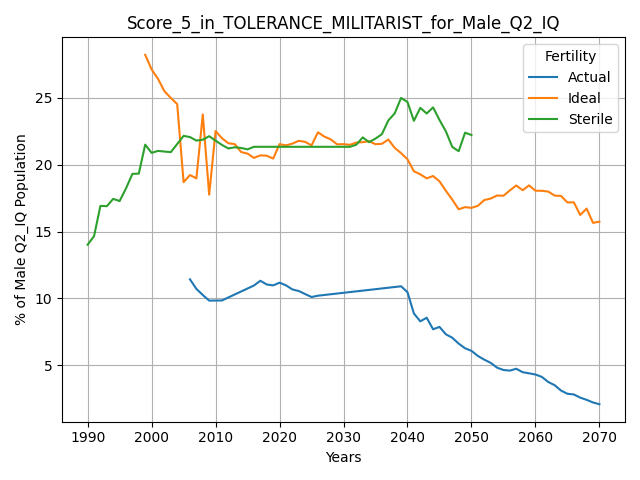 Score_5_in_TOLERANCE_MILITARIST_for_Male_Q2_IQ
Fertility
Actual
Ideal
Sterile
% of Male Q2_IQ Population
25
20
15
10
5
1990 2000 2010 2020 2030 2040 2050 2060 2070
Years